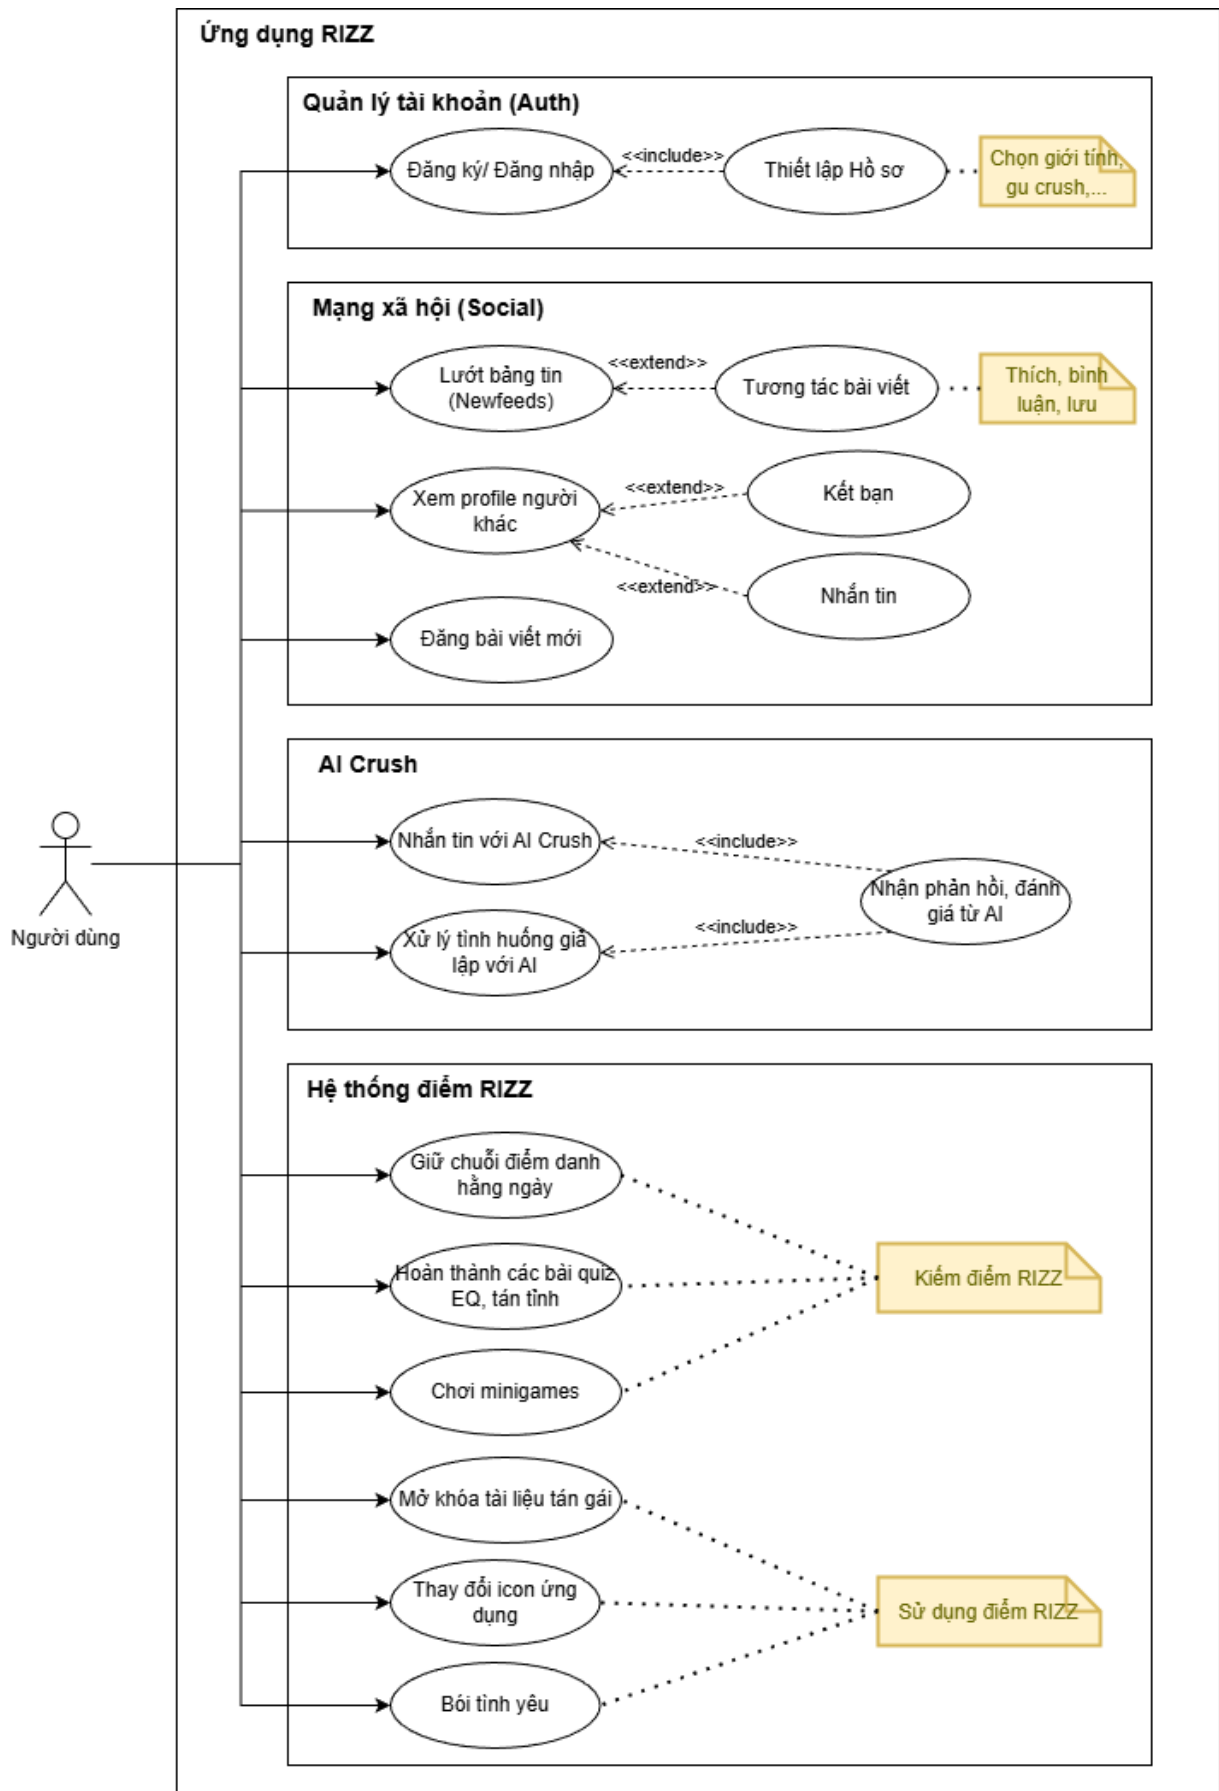 Ứng dụng RIZZ
Quản lý tài khoản (Auth)
Đăng ký/ Đăng nhập
<<include>>
Thiết lập Hồ sơ
Chọn giới tính,
gu crush,...
Mạng xã hội (Social)
Lướt bảng tin
(Newfeeds)
<<extend>>
Tương tác bài viết
Thích, bình
luận, lưu
Xem profile người
khác
<<extend>>
Kết bạn
<<extend>>
Nhắn tin
Đăng bài viết mới
AI Crush
Nhắn tin với AI Crush
<<include>>
Nhận phản hồi, đánh
giá từ AI
<<include>>
Xử lý tình huống giả
lập với AI
Người dùng
Hệ thống điểm RIZZ
Giữ chuỗi điểm danh
hằng ngày
Hoàn thành các bài quiz
EQ, tán tỉnh
Kiếm điểm RIZZ
Chơi minigames
Mở khóa tài liệu tán gái
Thay đổi icon ứng
dụng
Sử dụng điểm RIZZ
Bói tình yêu